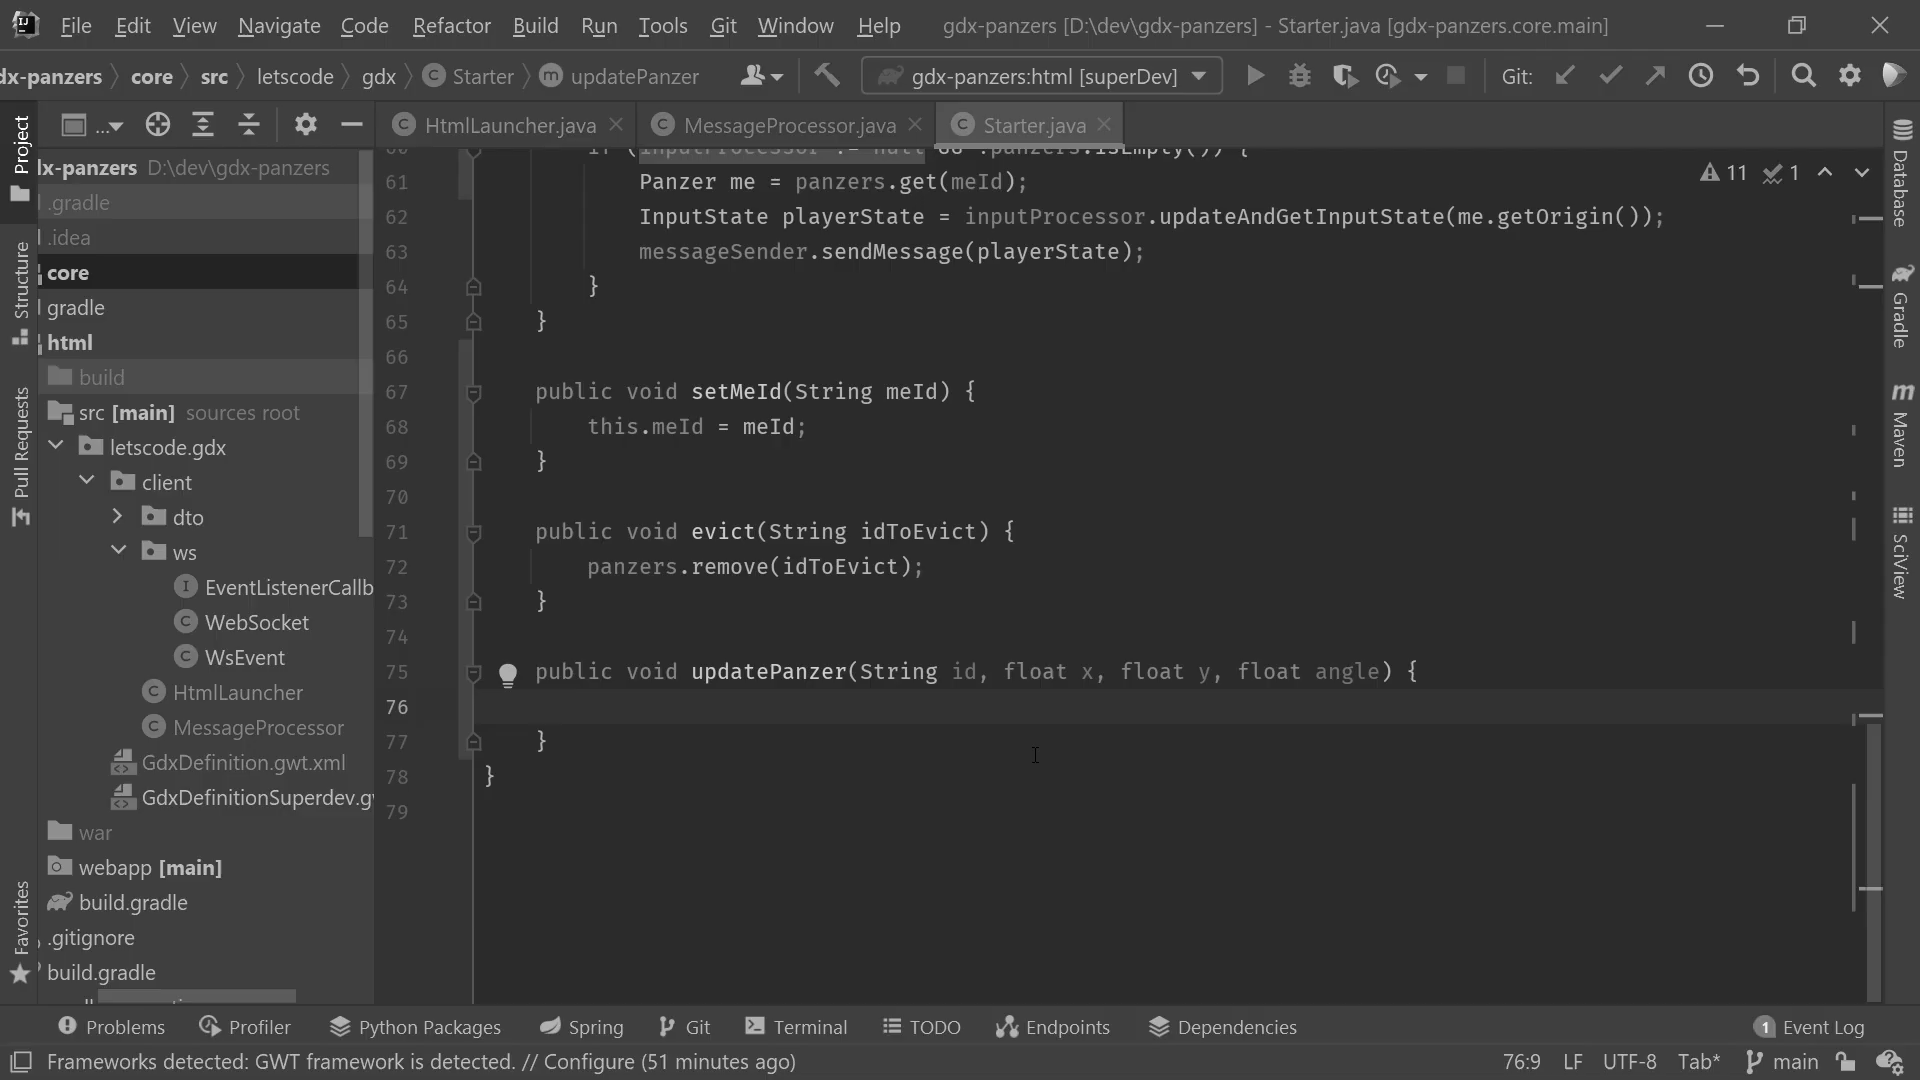 File Edit View Navigate Code Refactor Build Run Tools Git Window Help gdx-panzers [D:\dev\gdx-panzers] - Starter.java [gdx-panzers.core.main]
dx-panzers core src letscode gdx Starter updatePanzer gdx-panzers:html [superDev] Git:
... HtmlLauncher.java MessageProcessor.java Starter.java
Project
Structure
Pull Requests
Favorites
lx-panzers D:\dev\gdx-panzers
.gradle
.idea
core
gradle
html
build
src [main] sources root
letscode.gdx
client
dto
ws
EventListenerCallb
WebSocket
WsEvent
HtmlLauncher
MessageProcessor
GdxDefinition.gwt.xml
GdxDefinitionSuperdev.gw
war
webapp [main]
build.gradle
.gitignore
build.gradle
60 if (inputProcessor != null && !panzers.isEmpty()) {
61 Panzer me = panzers.get(meId);
62 InputState playerState = inputProcessor.updateAndGetInputState(me.getOrigin());
63 messageSender.sendMessage(playerState);
64 }
65 }
66
67 public void setMeId(String meId) {
68 this.meId = meId;
69 }
70
71 public void evict(String idToEvict) {
72 panzers.remove(idToEvict);
73 }
74
75 public void updatePanzer(String id, float x, float y, float angle) {
76
77 }
78 }
79
11 1
Database
Gradle
m Maven
SciView
Problems Profiler Python Packages Spring Git Terminal TODO Endpoints Dependencies 1 Event Log
Frameworks detected: GWT framework is detected. // Configure (51 minutes ago) 76:9 LF UTF-8 Tab* main